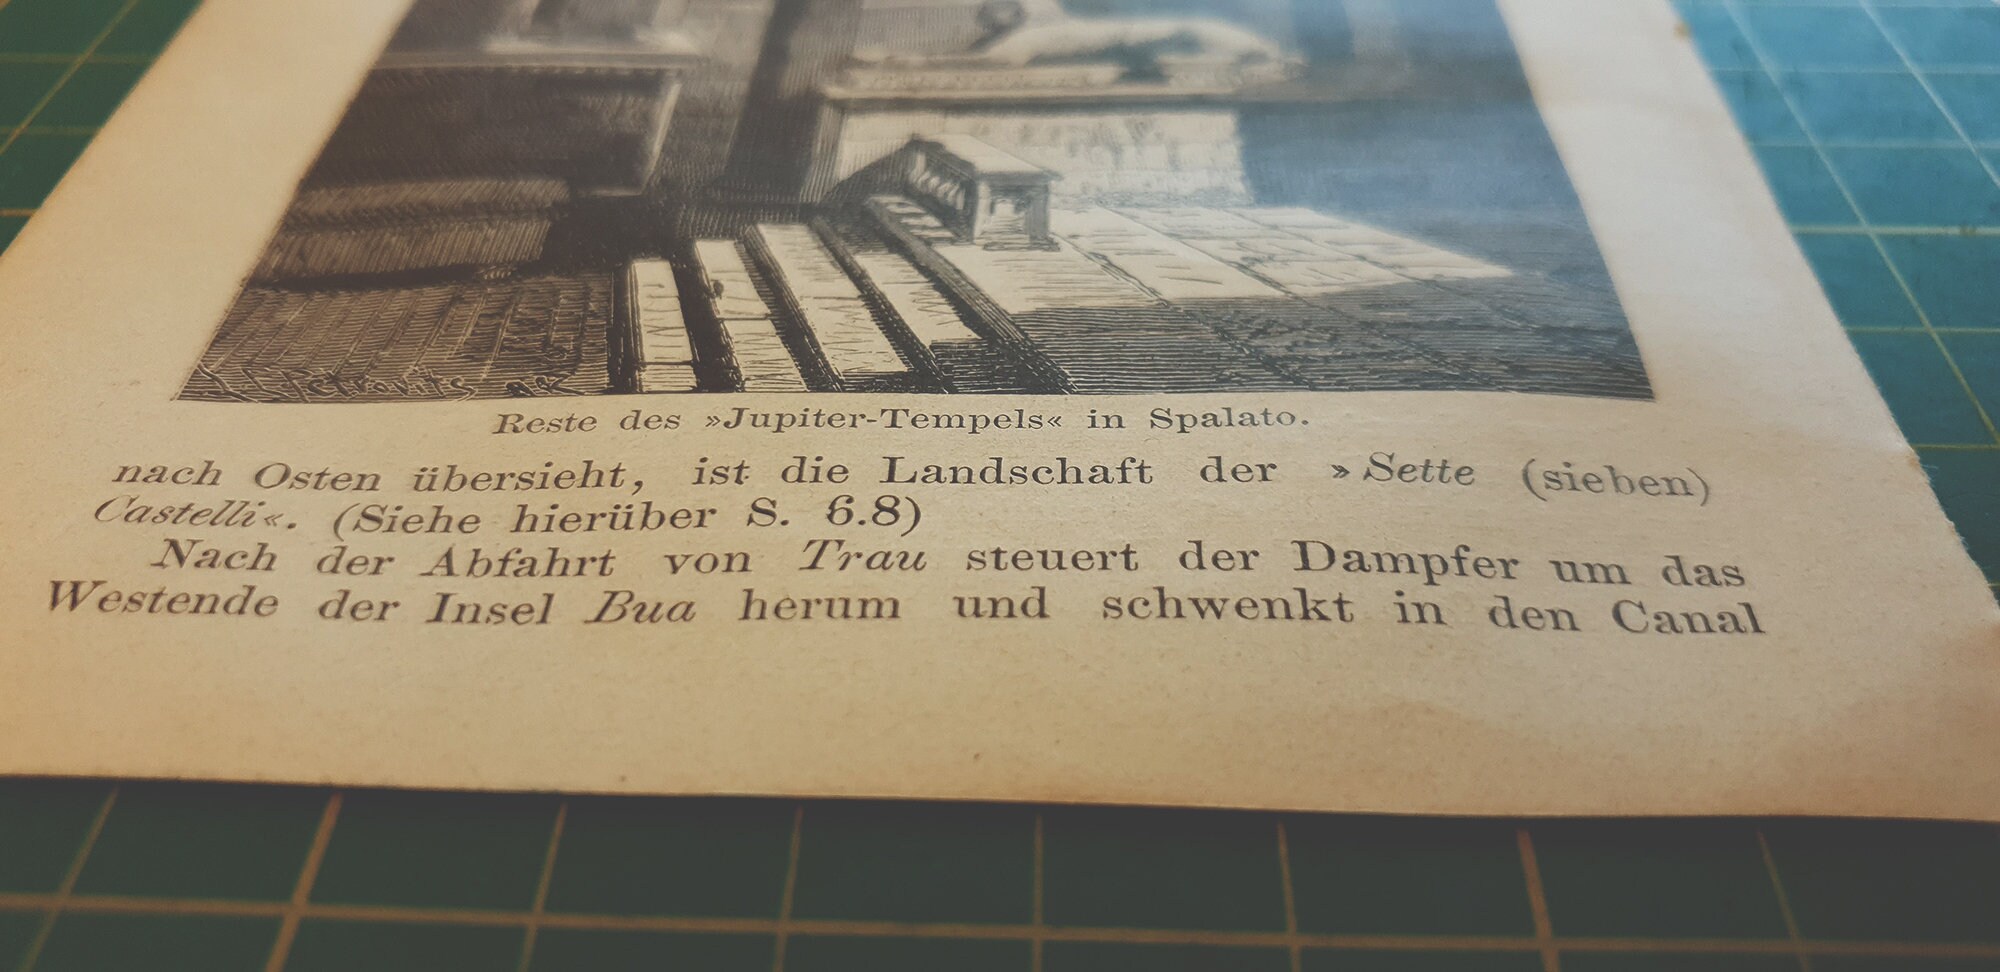 Petrovits
Reste des »Jupiter-Tempels« in Spalato.
nach Osten übersieht, ist die Landschaft der »Sette (sieben)
Castelli«. (Siehe hierüber S. 6.8)
Nach der Abfahrt von Trau steuert der Dampfer um das
Westende der Insel Bua herum und schwenkt in den Canal